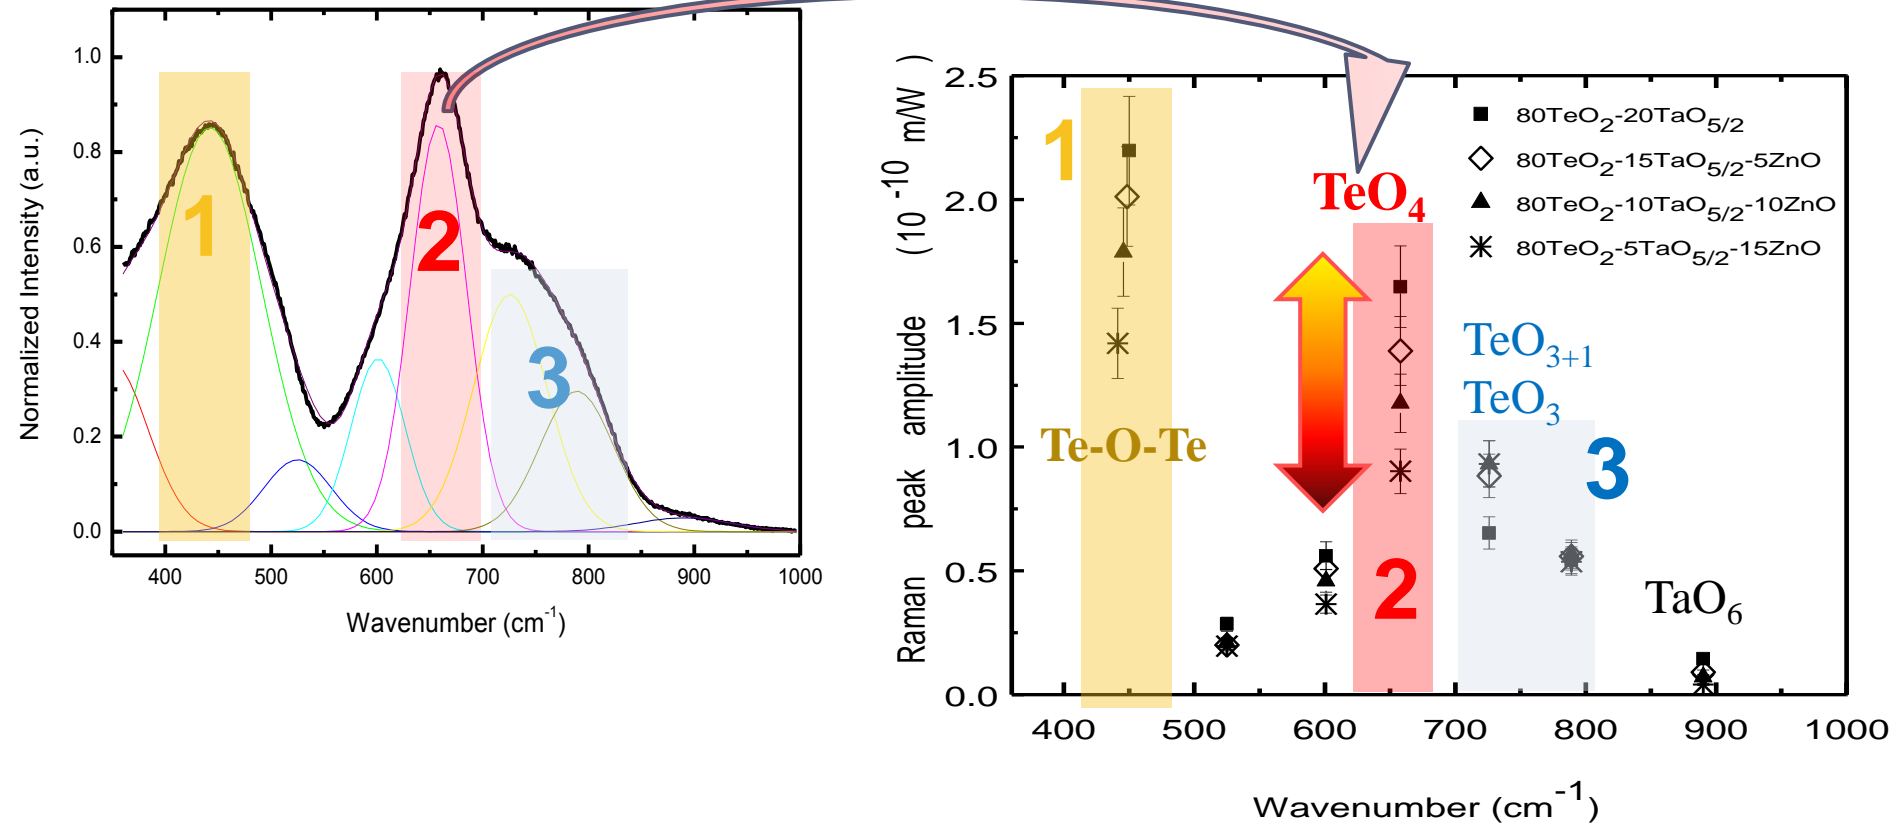 Normalized Intensity (a.u.)
1.0
0.8
0.6
0.4
0.2
0.0
400 500 600 700 800 900 1000
Wavenumber (cm⁻¹)
1
2
3
Raman peak amplitude (10⁻¹⁰ m/W)
2.5
2.0
1.5
1.0
0.5
0.0
400 500 600 700 800 900 1000
Wavenumber (cm⁻¹)
80TeO₂-20TaO₅/₂
80TeO₂-15TaO₅/₂-5ZnO
80TeO₂-10TaO₅/₂-10ZnO
80TeO₂-5TaO₅/₂-15ZnO
1
Te-O-Te
TeO₄
2
TeO₃₊₁
TeO₃
3
TaO₆